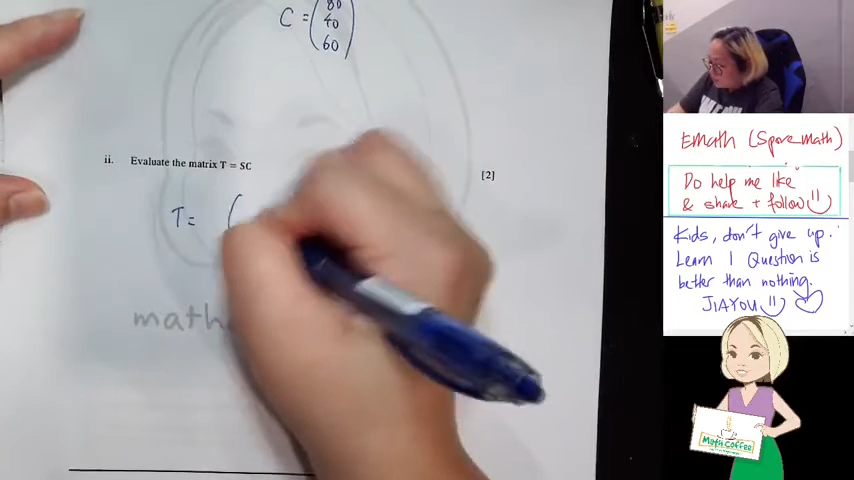 C = (80
40
60)
ii. Evaluate the matrix T = SC
[2]
T = (
math
Emath (Spore math)
Do help me like
& share + follow
Kids, don't give up.
Learn 1 Question is
better than nothing.
JIAYOU
Math Coffee